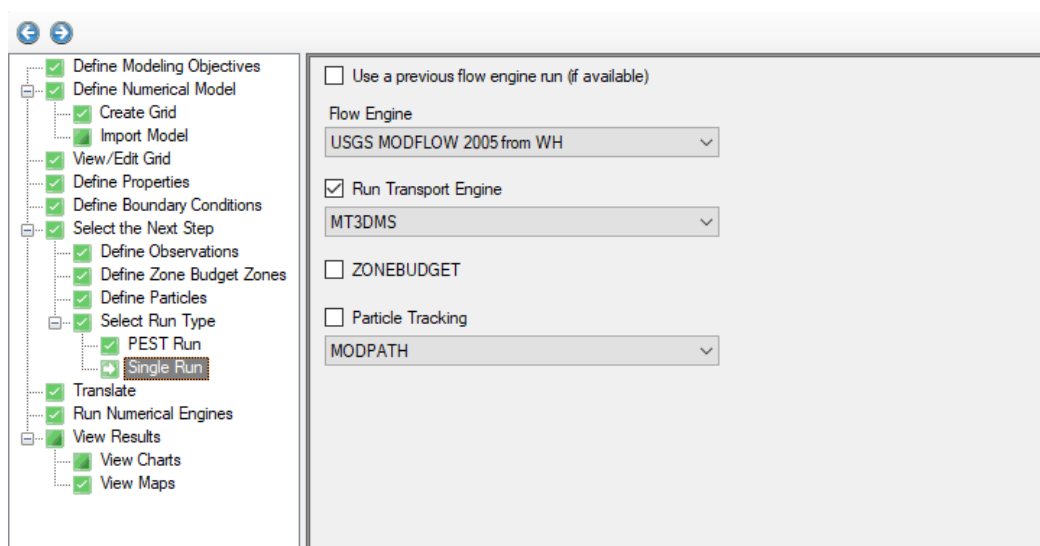 Define Modeling Objectives
Define Numerical Model
Create Grid
Import Model
View/Edit Grid
Define Properties
Define Boundary Conditions
Select the Next Step
Define Observations
Define Zone Budget Zones
Define Particles
Select Run Type
PEST Run
Single Run
Translate
Run Numerical Engines
View Results
View Charts
View Maps
Use a previous flow engine run (if available)
Flow Engine
USGS MODFLOW 2005 from WH
Run Transport Engine
MT3DMS
ZONEBUDGET
Particle Tracking
MODPATH